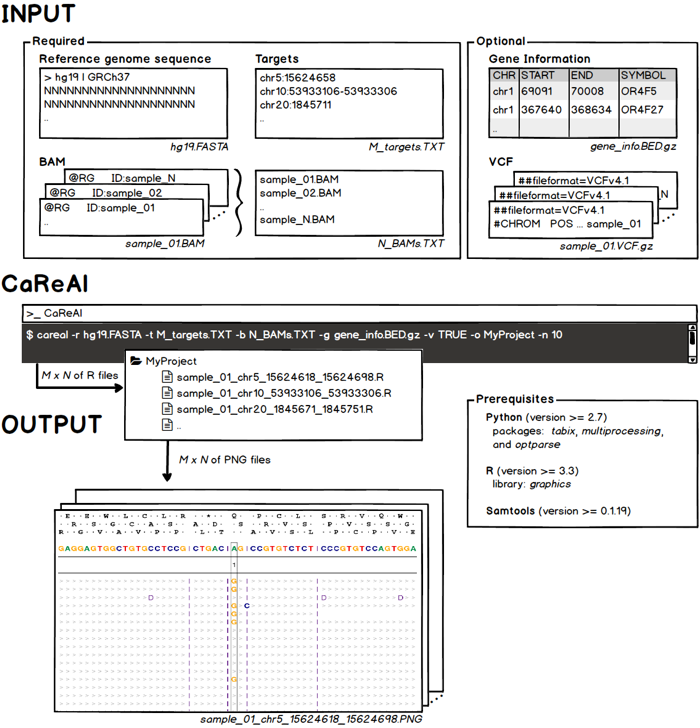 INPUT
Required
Reference genome sequence
> hg19 | GRCh37
NNNNNNNNNNNNNNNNNNNN
NNNNNNNNNNNNNNNNNNNN
..
hg19.FASTA
Targets
chr5:15624658
chr10:53933106-53933306
chr20:1845711
..
M_targets.TXT
BAM
@RG ID:sample_N
@RG ID:sample_02
@RG ID:sample_01
..
sample_01.BAM
sample_01.BAM
sample_02.BAM
..
sample_N.BAM
N_BAMs.TXT
Optional
Gene Information
CHR START END SYMBOL
chr1 69091 70008 OR4F5
chr1 367640 368634 OR4F27
..
gene_info.BED.gz
VCF
##fileformat=VCFv4.1
##fileformat=VCFv4.1
_N
##fileformat=VCFv4.1
#CHROM POS ... sample_01
sample_01.VCF.gz
CaReAl
>_ CaReAl
$ careal -r hg19.FASTA -t M_targets.TXT -b N_BAMs.TXT -g gene_info.BED.gz -v TRUE -o MyProject -n 10
M x N of R files
MyProject
sample_01_chr5_15624618_15624698.R
sample_01_chr10_53933106_53933306.R
sample_01_chr20_1845671_1845751.R
..
OUTPUT
M x N of PNG files
Prerequisites
Python (version >= 2.7)
packages: tabix, multiprocessing,
and optparse
R (version >= 3.3)
library: graphics
Samtools (version >= 0.1.19)
GAGGAGTGGCTGTGCCTCCG|CTGAC|A|G|CCGTGTCTCT|CCCGTGTCCAGTGGA
1
G
G
D D D
G C
G
G
G
sample_01_chr5_15624618_15624698.PNG